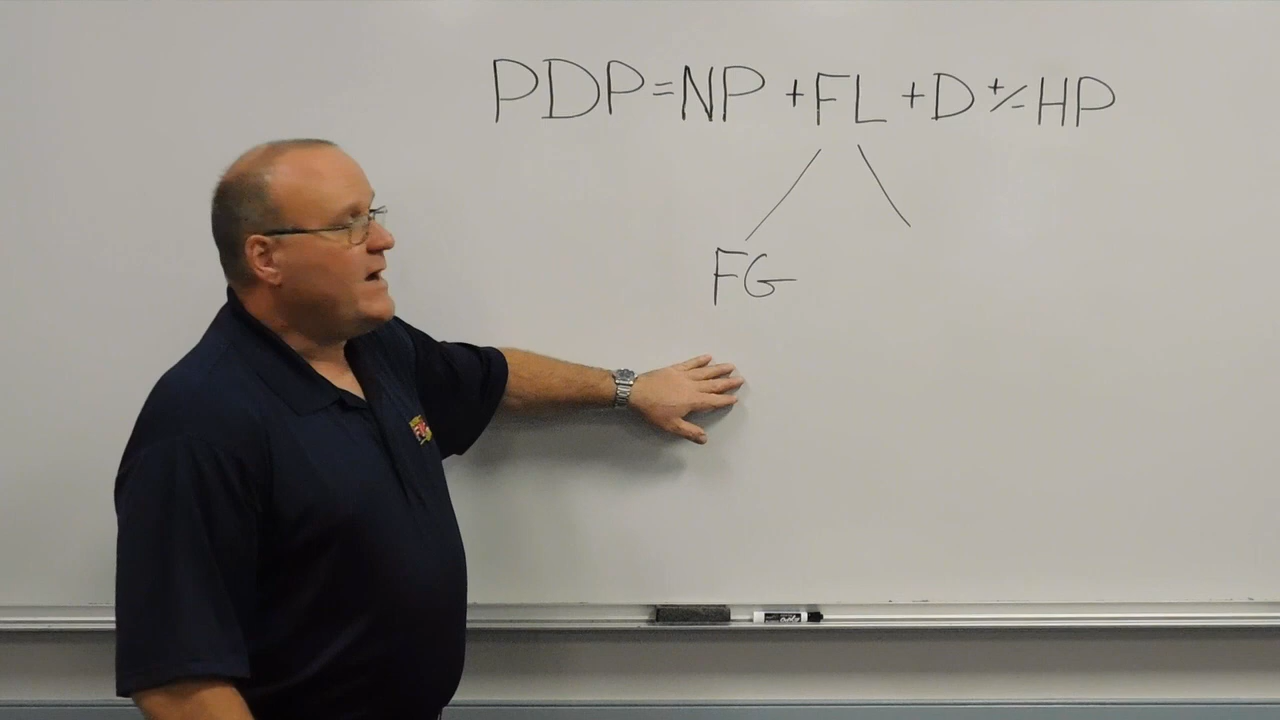 PDP=NP +FL +D +/- HP
FG